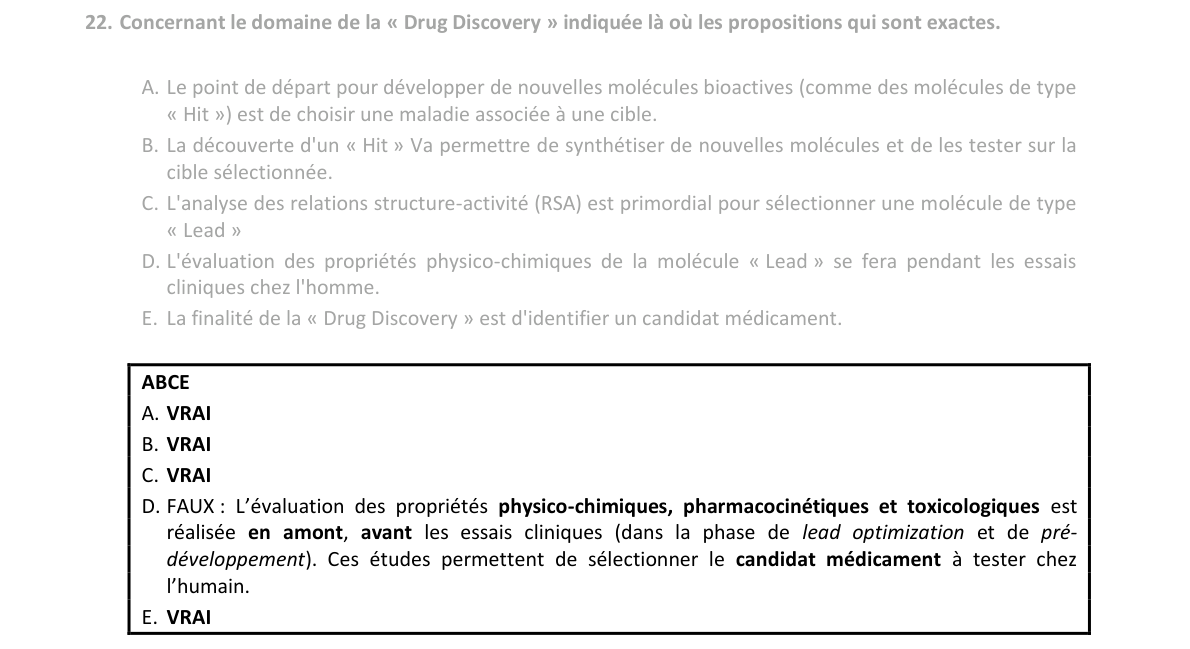 22. Concernant le domaine de la « Drug Discovery » indiquée là où les propositions qui sont exactes.
A. Le point de départ pour développer de nouvelles molécules bioactives (comme des molécules de type
« Hit ») est de choisir une maladie associée à une cible.
B. La découverte d'un « Hit » Va permettre de synthétiser de nouvelles molécules et de les tester sur la
cible sélectionnée.
C. L'analyse des relations structure-activité (RSA) est primordial pour sélectionner une molécule de type
« Lead »
D. L'évaluation des propriétés physico-chimiques de la molécule « Lead » se fera pendant les essais
cliniques chez l'homme.
E. La finalité de la « Drug Discovery » est d'identifier un candidat médicament.
ABCE
A. VRAI
B. VRAI
C. VRAI
D. FAUX : L’évaluation des propriétés physico-chimiques, pharmacocinétiques et toxicologiques est
réalisée en amont, avant les essais cliniques (dans la phase de lead optimization et de pré-
développement). Ces études permettent de sélectionner le candidat médicament à tester chez
l’humain.
E. VRAI